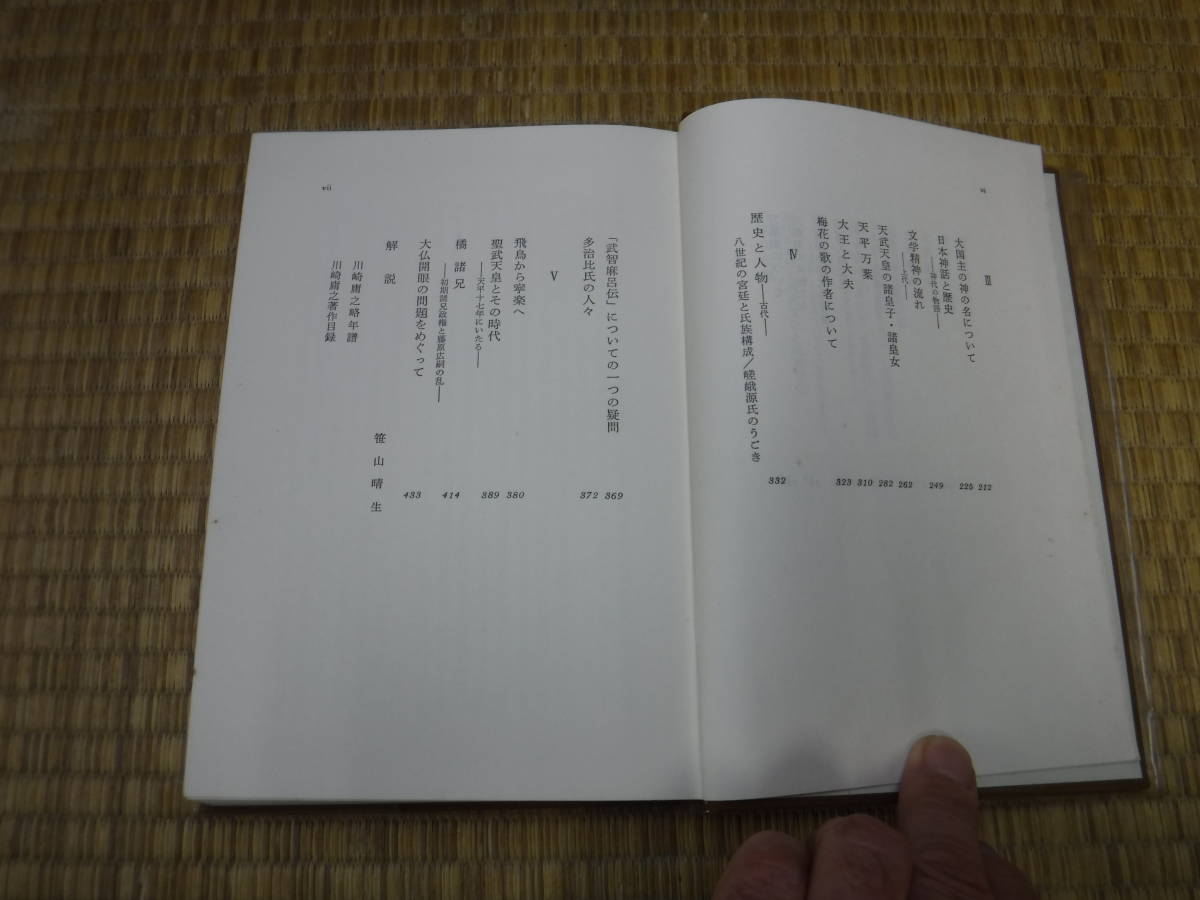 vi
Ⅲ
大国主の神の名について 212
日本神話と歴史 225
――神代の物語――
文学精神の流れ 249
――上代――
天武天皇の諸皇子・諸皇女 262
天平万葉 282
大王と大夫 310
梅花の歌の作者について 323
Ⅳ
歴史と人物――古代―― 332
八世紀の宮廷と氏族構成／嵯峨源氏のうごき
「武智麻呂伝」についての一つの疑問 369
多治比氏の人々 372
Ⅴ
飛鳥から寧楽へ 380
聖武天皇とその時代 389
――天平十七年にいたる――
橘諸兄 414
――初期諸兄政権と藤原広嗣の乱――
大仏開眼の問題をめぐって 433
解説 笹山晴生
川崎庸之略年譜
川崎庸之著作目録
vii